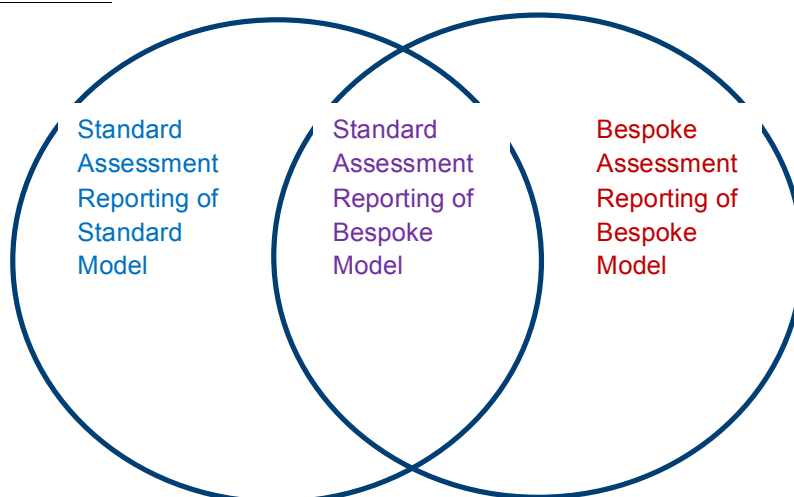 Standard
Assessment
Reporting of
Standard
Model
Standard
Assessment
Reporting of
Bespoke
Model
Bespoke
Assessment
Reporting of
Bespoke
Model